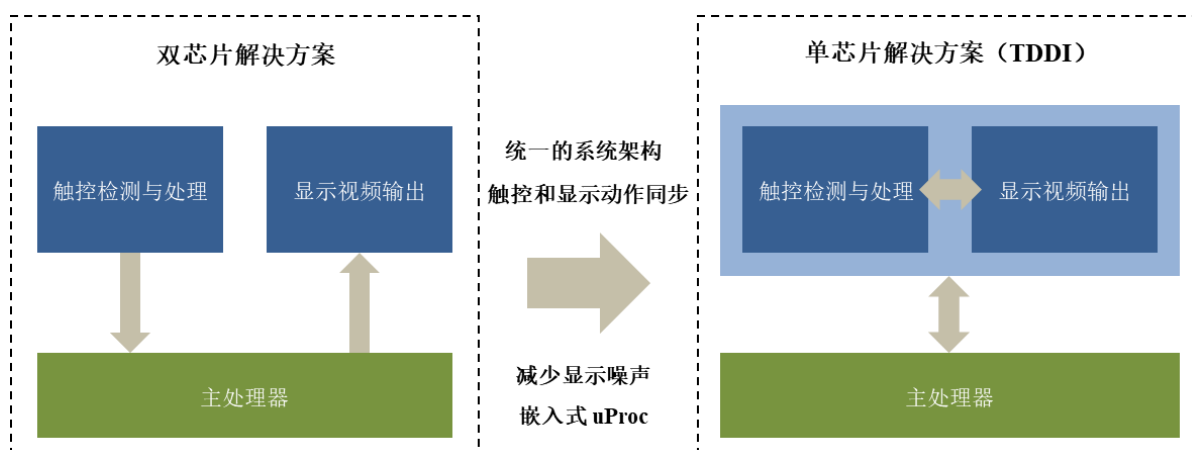 双芯片解决方案
触控检测与处理
显示视频输出
主处理器
统一的系统架构
触控和显示动作同步
减少显示噪声
嵌入式 uProc
单芯片解决方案（TDDI）
触控检测与处理
显示视频输出
主处理器